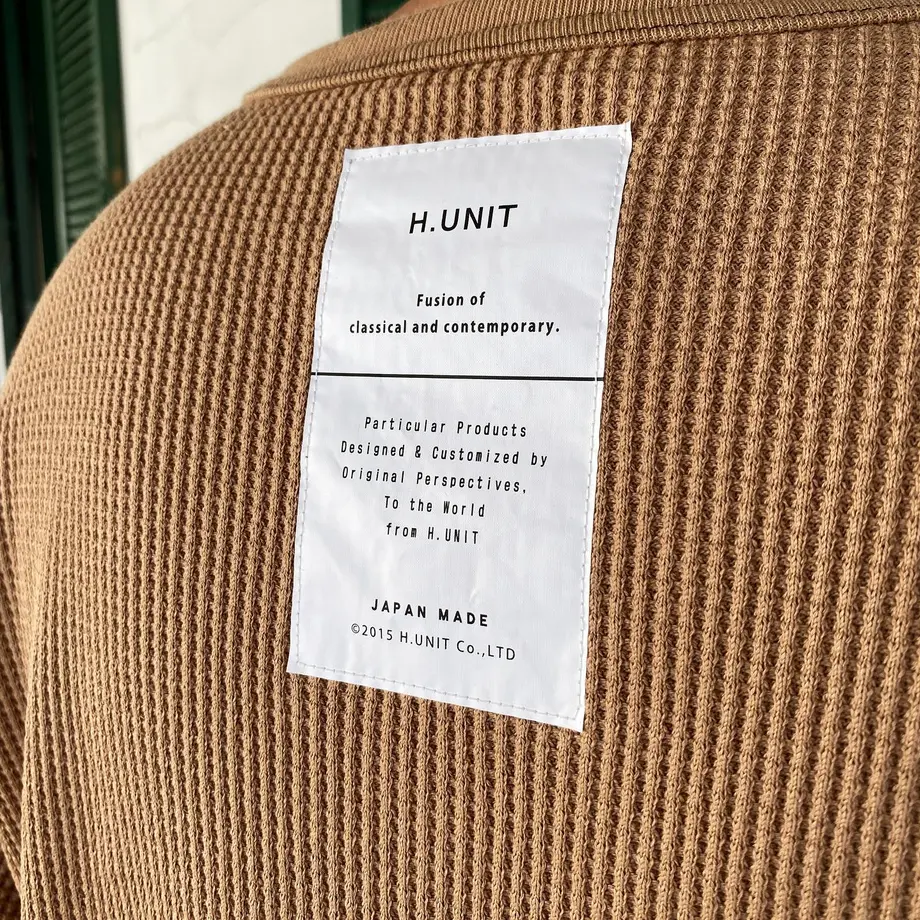 H.UNIT
Fusion of
classical and contemporary.
Particular Products
Designed & Customized by
Original Perspectives,
To the World
from H.UNIT
JAPAN MADE
©2015 H.UNIT Co.,LTD